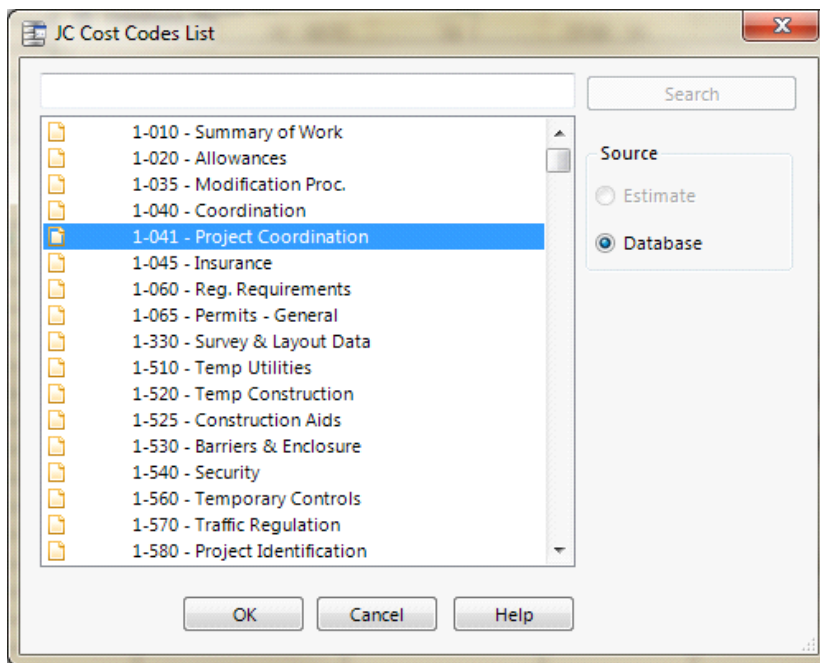 JC Cost Codes List
Search
1-010 - Summary of Work
1-020 - Allowances
1-035 - Modification Proc.
1-040 - Coordination
1-041 - Project Coordination
1-045 - Insurance
1-060 - Reg. Requirements
1-065 - Permits - General
1-330 - Survey & Layout Data
1-510 - Temp Utilities
1-520 - Temp Construction
1-525 - Construction Aids
1-530 - Barriers & Enclosure
1-540 - Security
1-560 - Temporary Controls
1-570 - Traffic Regulation
1-580 - Project Identification
Source
Estimate
Database
OK
Cancel
Help